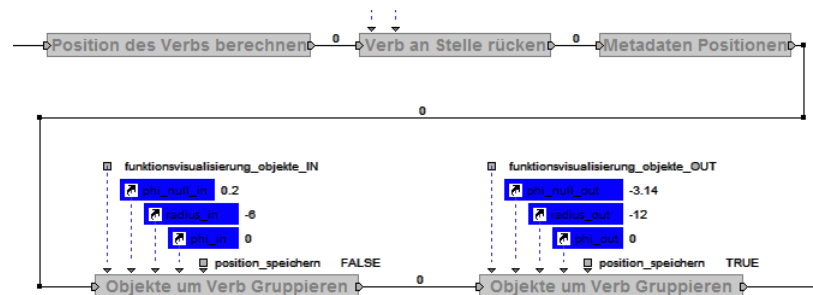 Position des Verbs berechnen 0 Verb an Stelle rücken 0 Metadaten Positionen
0
funktionsvisualisierung_objekte_IN funktionsvisualisierung_objekte_OUT
phi_null_in 0.2 phi_null_out -3.14
radius_in -6 radius_out -12
phi_in 0 phi_out 0
position_speichern FALSE position_speichern TRUE
Objekte um Verb Gruppieren 0 Objekte um Verb Gruppieren